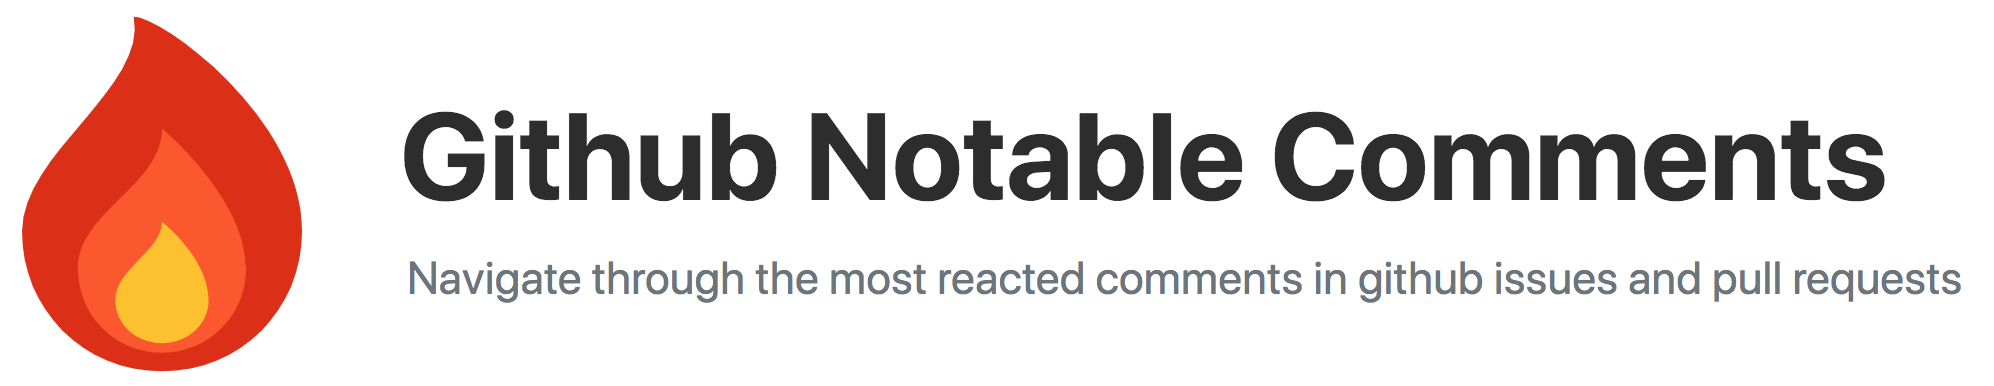 Github Notable Comments
Navigate through the most reacted comments in github issues and pull requests